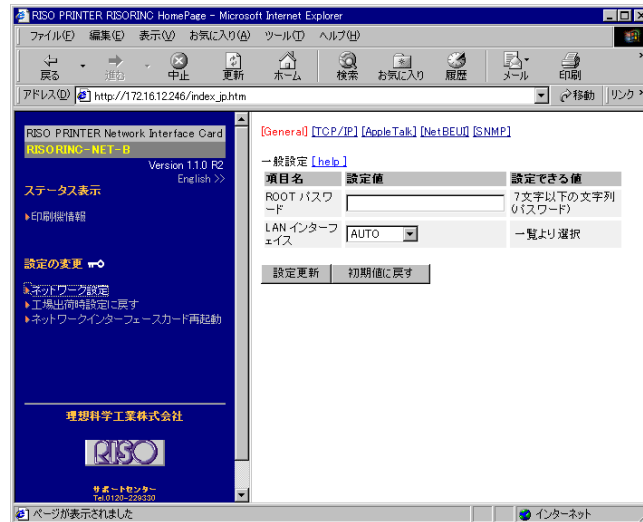 RISO PRINTER RISORINC HomePage - Microsoft Internet Explorer
ファイル(F) 編集(E) 表示(V) お気に入り(A) ツール(T) ヘルプ(H)
戻る 進む 中止 更新 ホーム 検索 お気に入り 履歴 メール 印刷
アドレス(D) http://172.16.12.246/index_jp.htm 移動 リンク »
RISO PRINTER Network Interface Card
RISORINC-NET-B
Version 1.1.0 R2
English >>
ステータス表示
印刷機情報
設定の変更
ネットワーク設定
工場出荷時設定に戻す
ネットワークインターフェースカード再起動
理想科学工業株式会社
RISO
サポートセンター
Tel.0120-229330
[General] [TCP/IP] [AppleTalk] [NetBEUI] [SNMP]
一般設定 [help]
項目名 設定値 設定できる値
ROOT パスワード 7文字以下の文字列(パスワード)
LAN インターフェイス AUTO 一覧より選択
設定更新 初期値に戻す
ページが表示されました インターネット